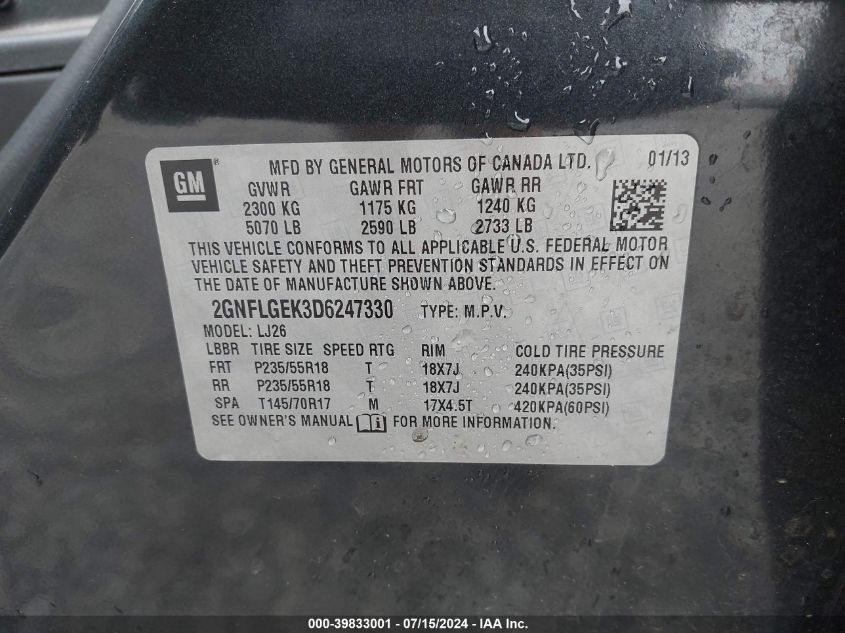 GM® MFD BY GENERAL MOTORS OF CANADA LTD. 01/13
GVWR GAWR FRT GAWR RR
2300 KG 1175 KG 1240 KG
5070 LB 2590 LB 2733 LB
THIS VEHICLE CONFORMS TO ALL APPLICABLE U.S. FEDERAL MOTOR
VEHICLE SAFETY AND THEFT PREVENTION STANDARDS IN EFFECT ON
THE DATE OF MANUFACTURE SHOWN ABOVE.
2GNFLGEK3D6247330 TYPE: M.P.V.
MODEL: LJ26
LBBR TIRE SIZE SPEED RTG RIM COLD TIRE PRESSURE
FRT P235/55R18 T 18X7J 240KPA(35PSI)
RR P235/55R18 T 18X7J 240KPA(35PSI)
SPA T145/70R17 M 17X4.5T 420KPA(60PSI)
SEE OWNER'S MANUAL FOR MORE INFORMATION.
000-39833001 - 07/15/2024 - IAA Inc.